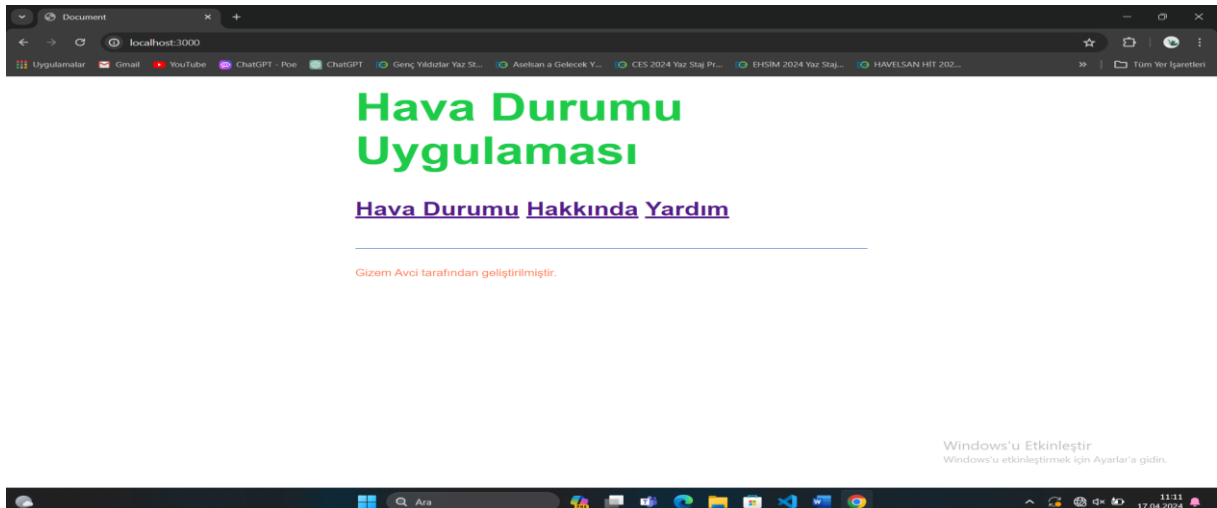 Document
localhost:3000
Uygulamalar Gmail YouTube ChatGPT - Poe ChatGPT Genç Yıldızlar Yaz St... Aselsan a Gelecek Y... CES 2024 Yaz Staj Pr... EHSİM 2024 Yaz Staj... HAVELSAN HİT 202... » Tüm Yer İşaretleri
Hava Durumu
Uygulaması
Hava Durumu Hakkında Yardım
Gizem Avci tarafından geliştirilmiştir.
Windows'u Etkinleştir
Windows'u etkinleştirmek için Ayarlar'a gidin.
Ara
11:11
17.04.2024